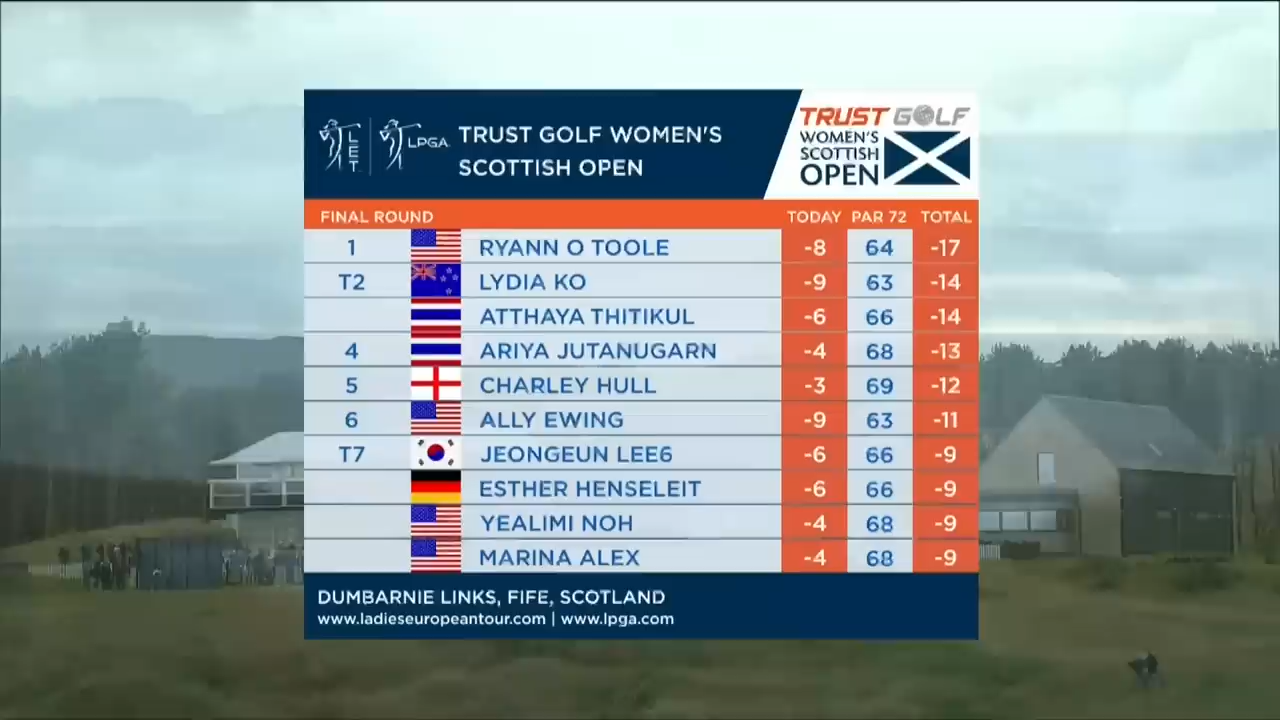 LET LPGA
TRUST GOLF WOMEN'S
SCOTTISH OPEN
TRUST GOLF
WOMEN'S
SCOTTISH
OPEN
FINAL ROUND TODAY PAR 72 TOTAL
1 RYANN O TOOLE -8 64 -17
T2 LYDIA KO -9 63 -14
ATTHAYA THITIKUL -6 66 -14
4 ARIYA JUTANUGARN -4 68 -13
5 CHARLEY HULL -3 69 -12
6 ALLY EWING -9 63 -11
T7 JEONGEUN LEE6 -6 66 -9
ESTHER HENSELEIT -6 66 -9
YEALIMI NOH -4 68 -9
MARINA ALEX -4 68 -9
DUMBARNIE LINKS, FIFE, SCOTLAND
www.ladieseuropeantour.com | www.lpga.com